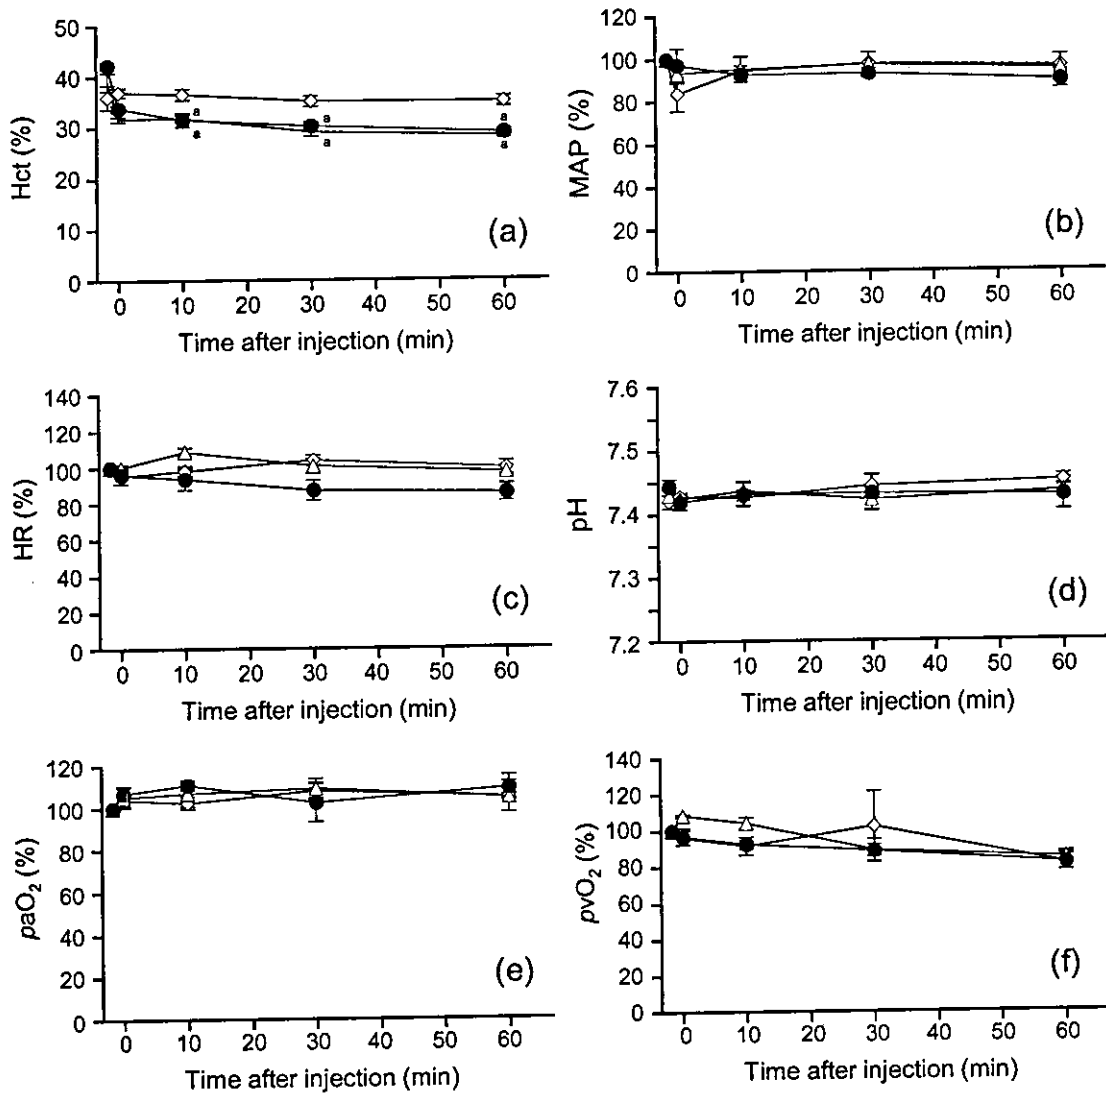 50
40
30
20
10
0
Hct (%)
a
a
a
a
a
a
(a)
0 10 20 30 40 50 60
Time after injection (min)
120
100
80
60
40
20
0
MAP (%)
(b)
0 10 20 30 40 50 60
Time after injection (min)
140
120
100
80
60
40
20
0
HR (%)
(c)
0 10 20 30 40 50 60
Time after injection (min)
7.6
7.5
7.4
7.3
7.2
pH
(d)
0 10 20 30 40 50 60
Time after injection (min)
120
100
80
60
40
20
0
paO2 (%)
(e)
0 10 20 30 40 50 60
Time after injection (min)
140
120
100
80
60
40
20
0
pvO2 (%)
(f)
0 10 20 30 40 50 60
Time after injection (min)